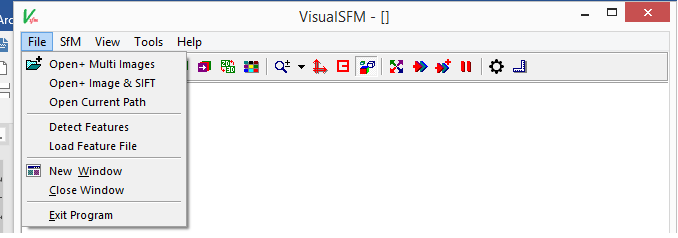 VisualSFM - []
File SfM View Tools Help
Open+ Multi Images
Open+ Image & SIFT
Open Current Path
Detect Features
Load Feature File
New Window
Close Window
Exit Program